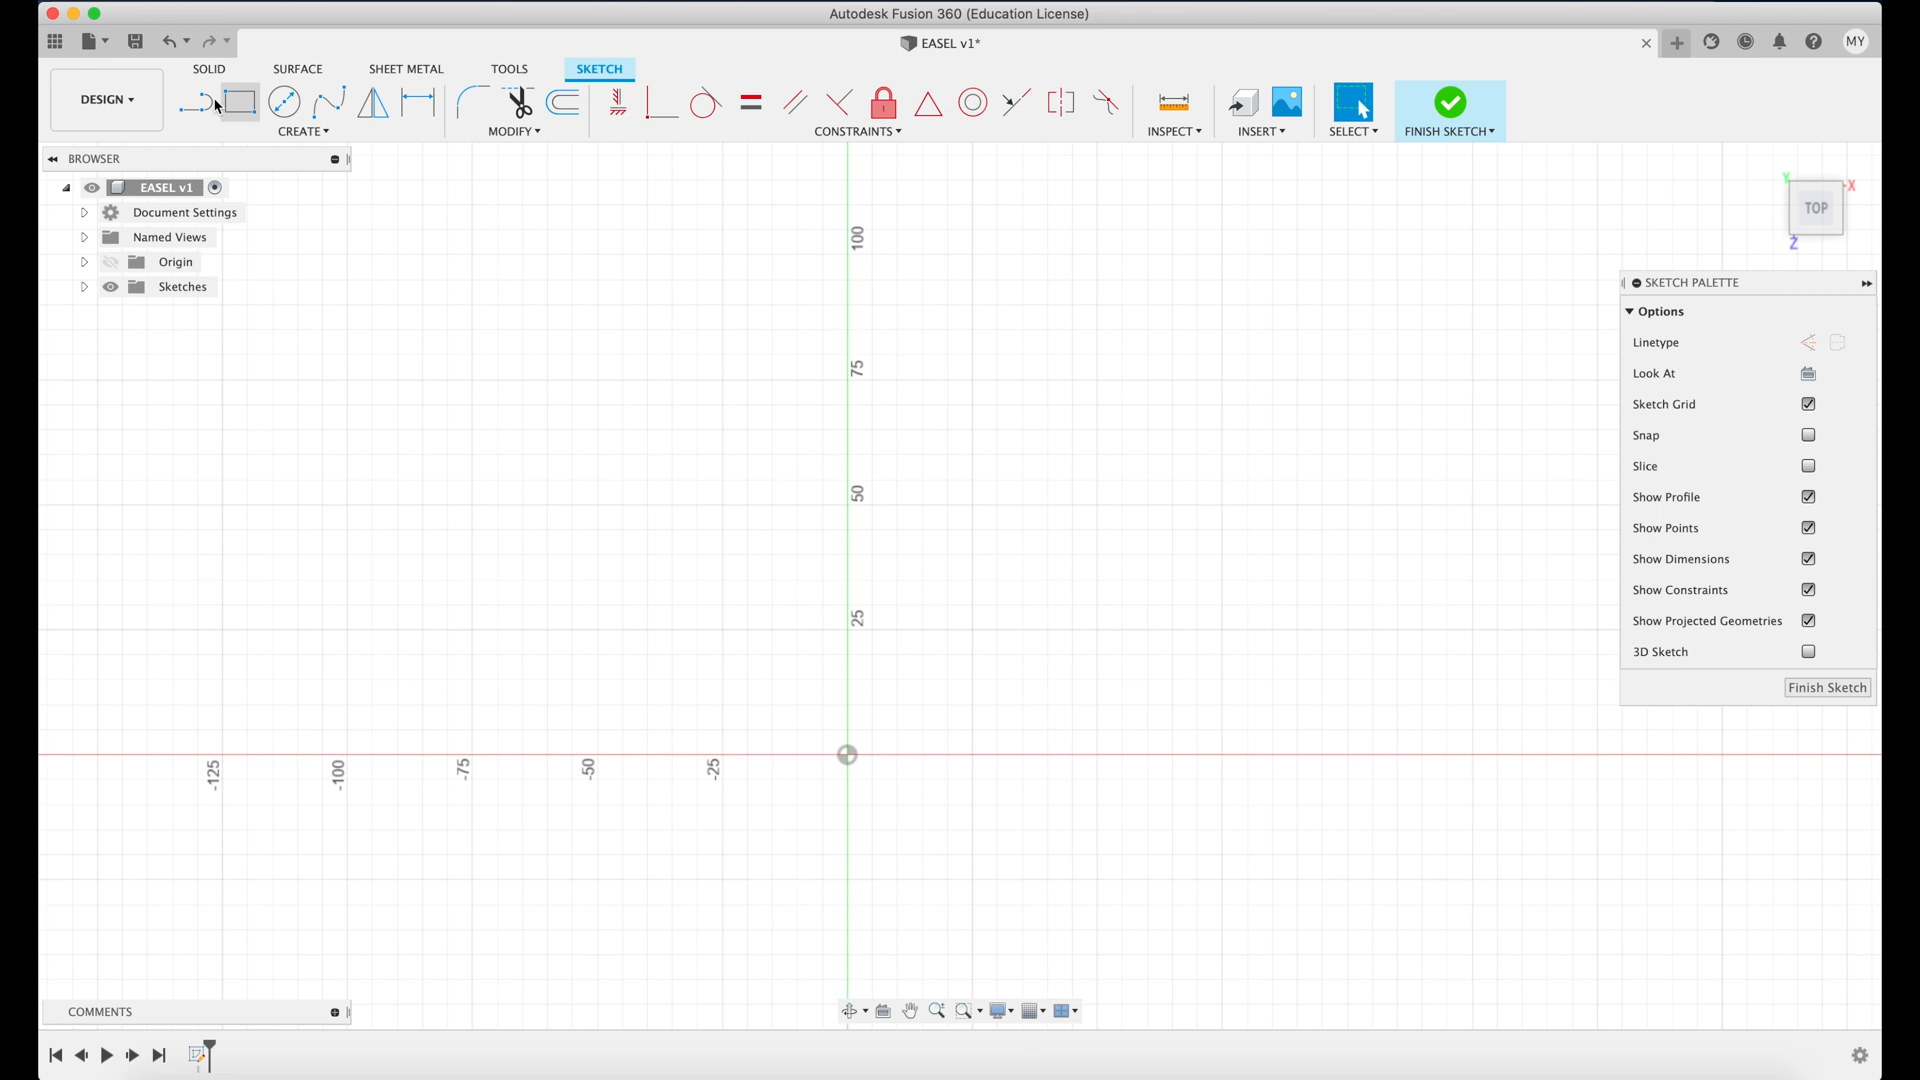 Autodesk Fusion 360 (Education License)
EASEL v1*
MY
SOLID
SURFACE
SHEET METAL
TOOLS
SKETCH
DESIGN
CREATE
MODIFY
CONSTRAINTS
INSPECT
INSERT
SELECT
FINISH SKETCH
BROWSER
EASEL v1
Document Settings
Named Views
Origin
Sketches
100
75
50
25
-125
-100
-75
-50
-25
Y
-X
TOP
Z
SKETCH PALETTE
Options
Linetype
Look At
Sketch Grid
Snap
Slice
Show Profile
Show Points
Show Dimensions
Show Constraints
Show Projected Geometries
3D Sketch
Finish Sketch
COMMENTS